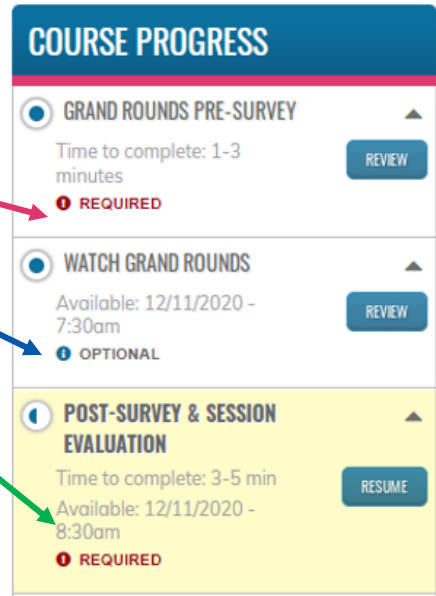 COURSE PROGRESS
GRAND ROUNDS PRE-SURVEY
Time to complete: 1-3
minutes
REVIEW
REQUIRED
WATCH GRAND ROUNDS
Available: 12/11/2020 -
7:30am
REVIEW
OPTIONAL
POST-SURVEY & SESSION
EVALUATION
Time to complete: 3-5 min
RESUME
Available: 12/11/2020 -
8:30am
REQUIRED